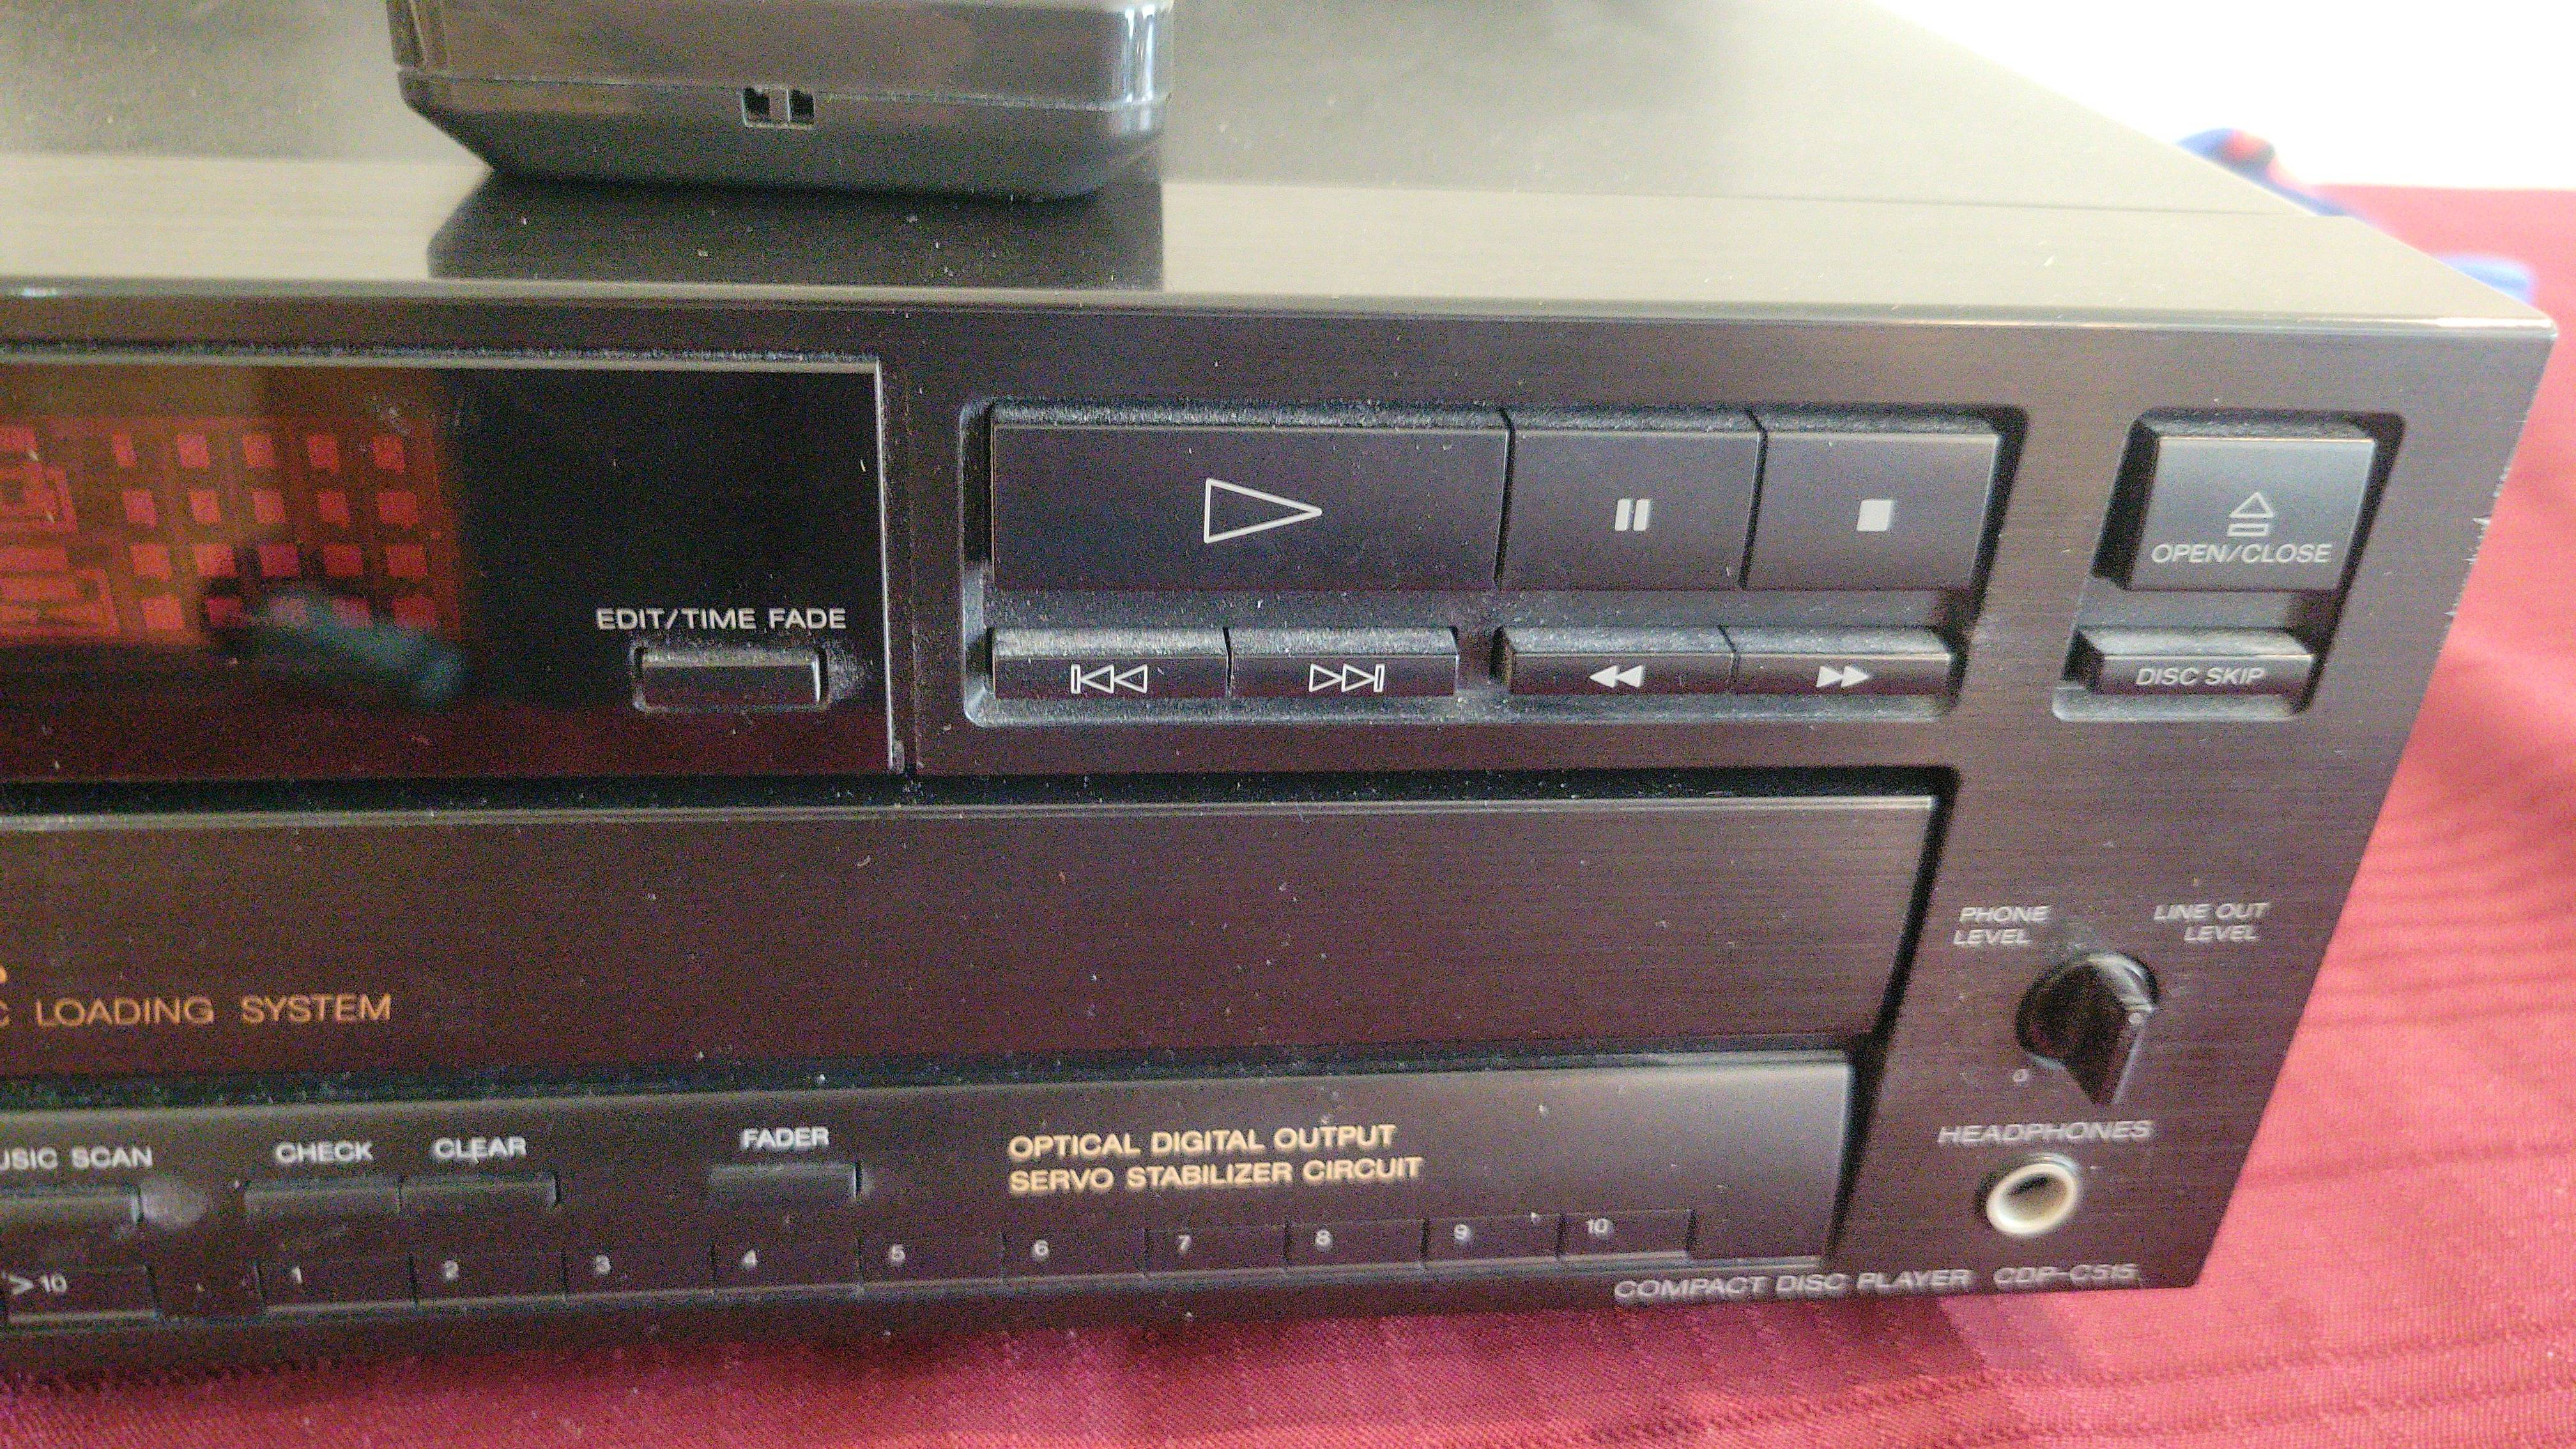 EDIT/TIME FADE
OPEN/CLOSE
DISC SKIP
PHONE
LEVEL
LINE OUT
LEVEL
0
HEADPHONES
LOADING SYSTEM
USIC SCAN
CHECK
CLEAR
FADER
OPTICAL DIGITAL OUTPUT
SERVO STABILIZER CIRCUIT
>10 1 2 3 4 5 6 7 8 9 10
COMPACT DISC PLAYER CDP-C515